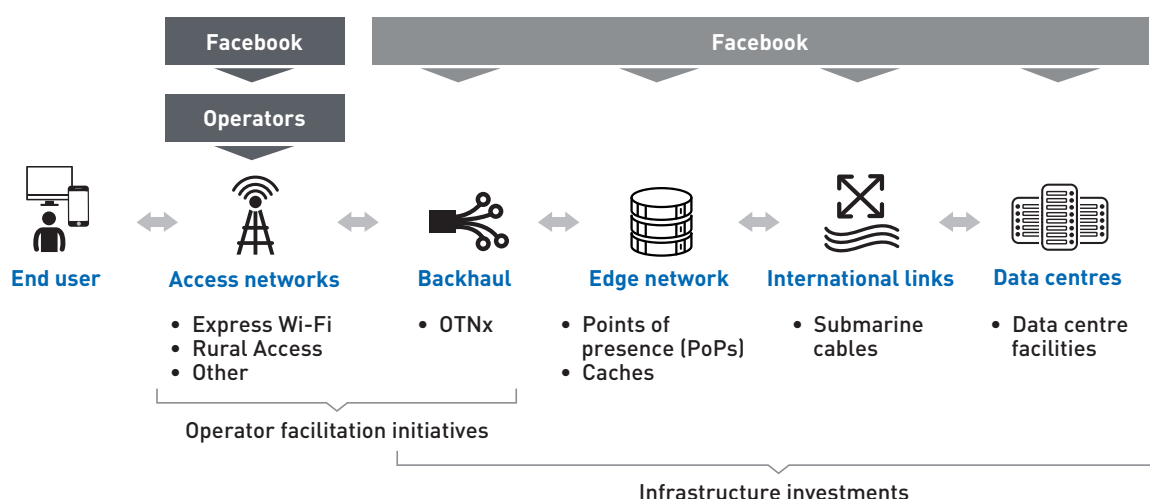 Facebook
Facebook
Operators
End user
Access networks
Backhaul
Edge network
International links
Data centres
• Express Wi-Fi
• Rural Access
• Other
• OTNx
• Points of
presence (PoPs)
• Caches
• Submarine
cables
• Data centre
facilities
Operator facilitation initiatives
Infrastructure investments